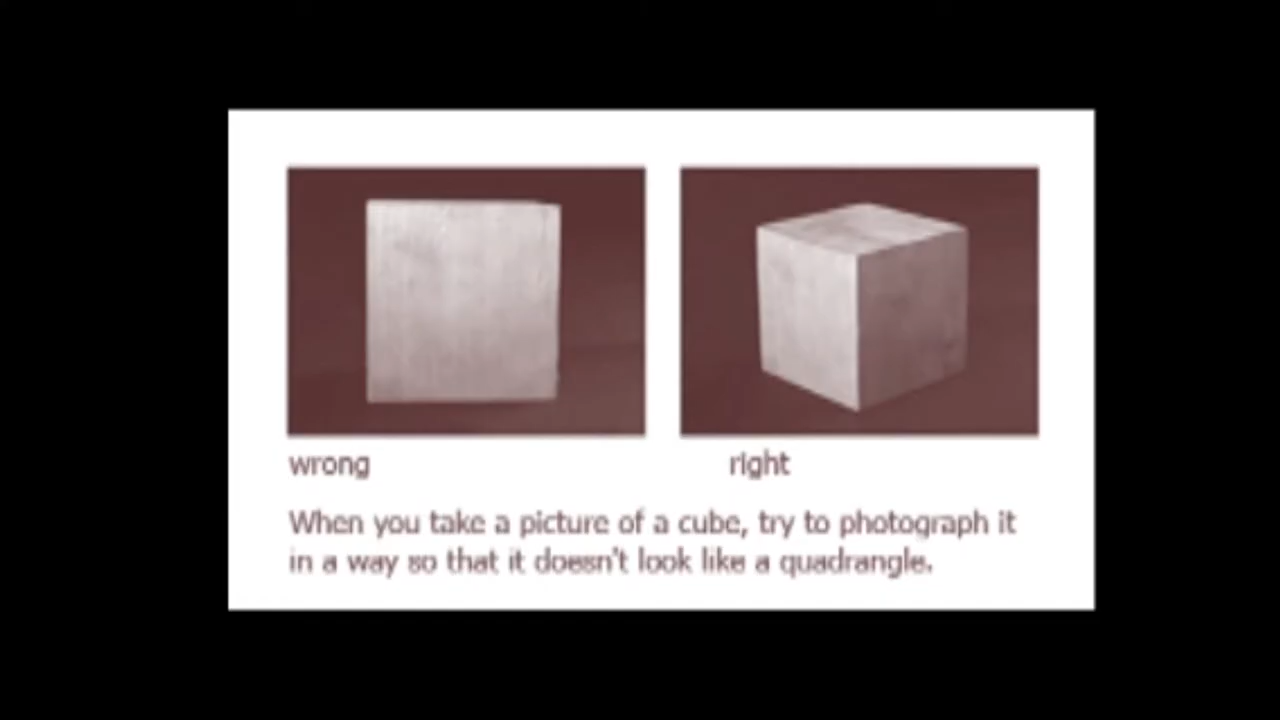 wrong
right
When you take a picture of a cube, try to photograph it
in a way so that it doesn't look like a quadrangle.